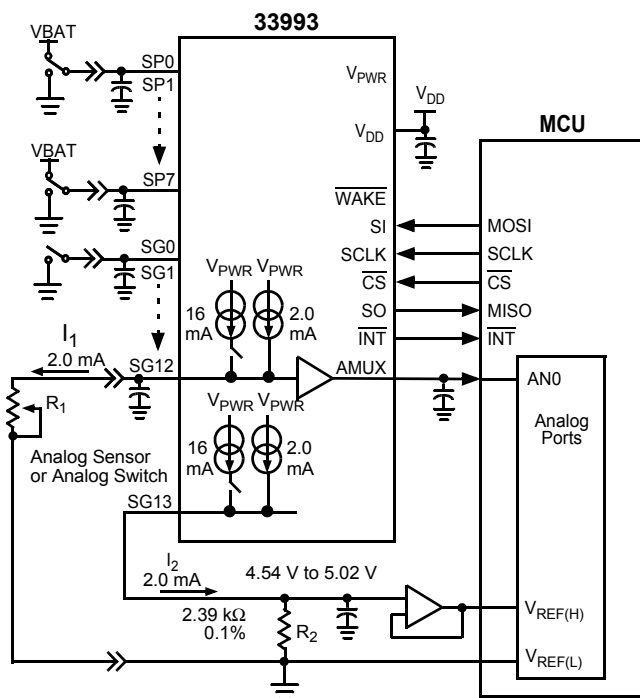 33993
VBAT
SP0
SP1
VPWR
VDD
VDD
MCU
VBAT
SP7
WAKE
SI
MOSI
SG0
SG1
SCLK
SCLK
CS
CS
VPWR VPWR
16 mA
2.0 mA
SO
MISO
INT
INT
I1
2.0 mA
SG12
AMUX
AN0
R1
VPWR VPWR
Analog Ports
Analog Sensor
or Analog Switch
16 mA
2.0 mA
SG13
I2
2.0 mA
4.54 V to 5.02 V
2.39 kΩ
0.1%
R2
VREF(H)
VREF(L)